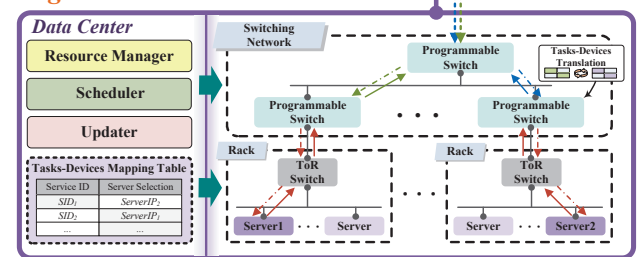 Data Center
Resource Manager
Scheduler
Updater
Tasks-Devices Mapping Table
Service ID Server Selection
SID₁ ServerIP₂
SID₂ ServerIP₁
... ...
Switching
Network
Programmable
Switch
Tasks-Devices
Translation
Programmable
Switch
. . .
Programmable
Switch
Rack
ToR
Switch
Server1 · · · Server
. . .
Rack
ToR
Switch
Server · · · Server2